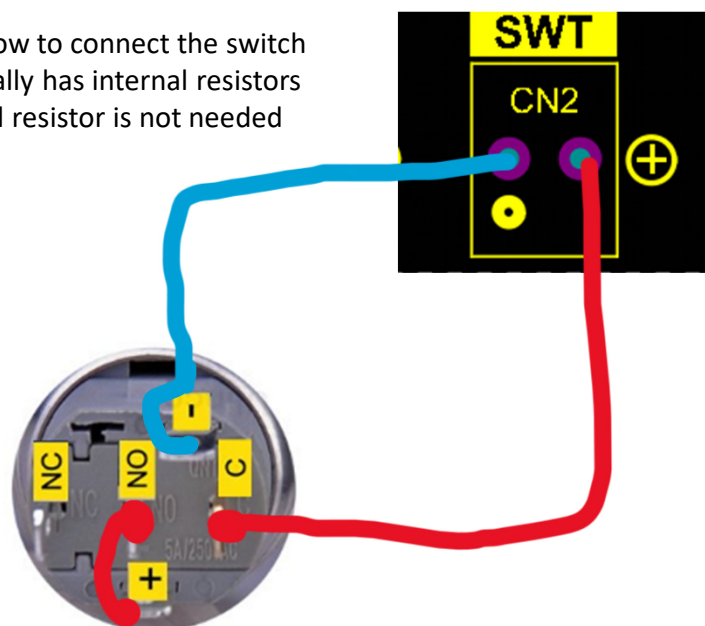 ow to connect the switch
ally has internal resistors
l resistor is not needed
SWT
CN2
-
NC
NO
C
NC
NO
5A/250
+